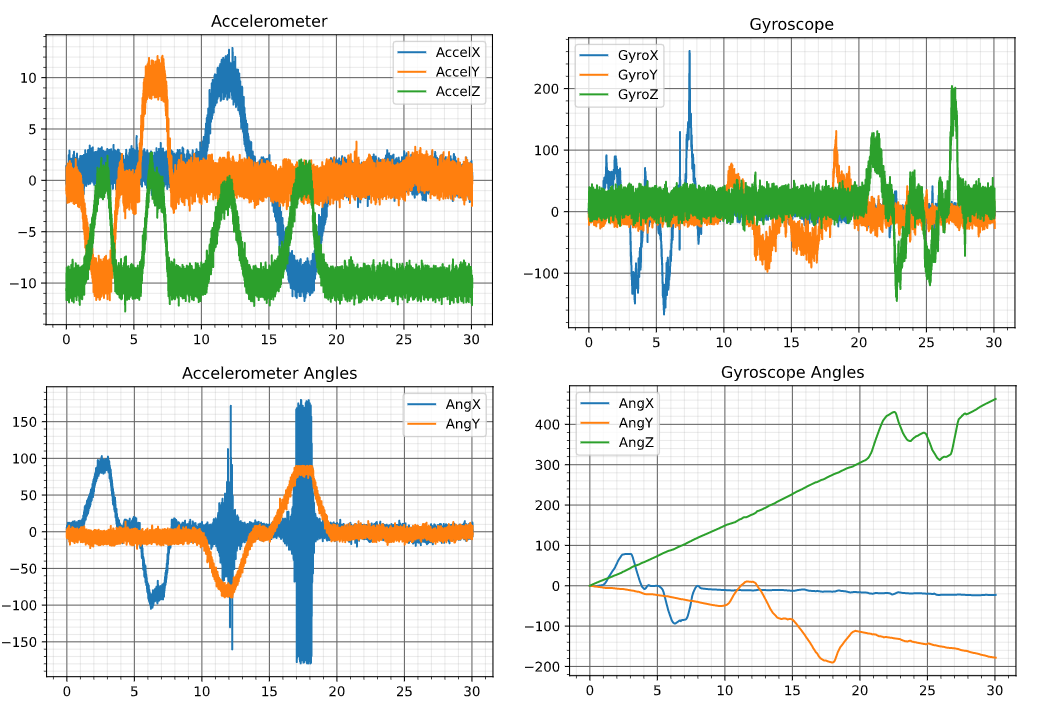 Accelerometer
AccelX
AccelY
AccelZ
10
5
0
−5
−10
0 5 10 15 20 25 30
Gyroscope
GyroX
GyroY
GyroZ
200
100
0
−100
0 5 10 15 20 25 30
Accelerometer Angles
AngX
AngY
150
100
50
0
−50
−100
−150
0 5 10 15 20 25 30
Gyroscope Angles
AngX
AngY
AngZ
400
300
200
100
0
−100
−200
0 5 10 15 20 25 30